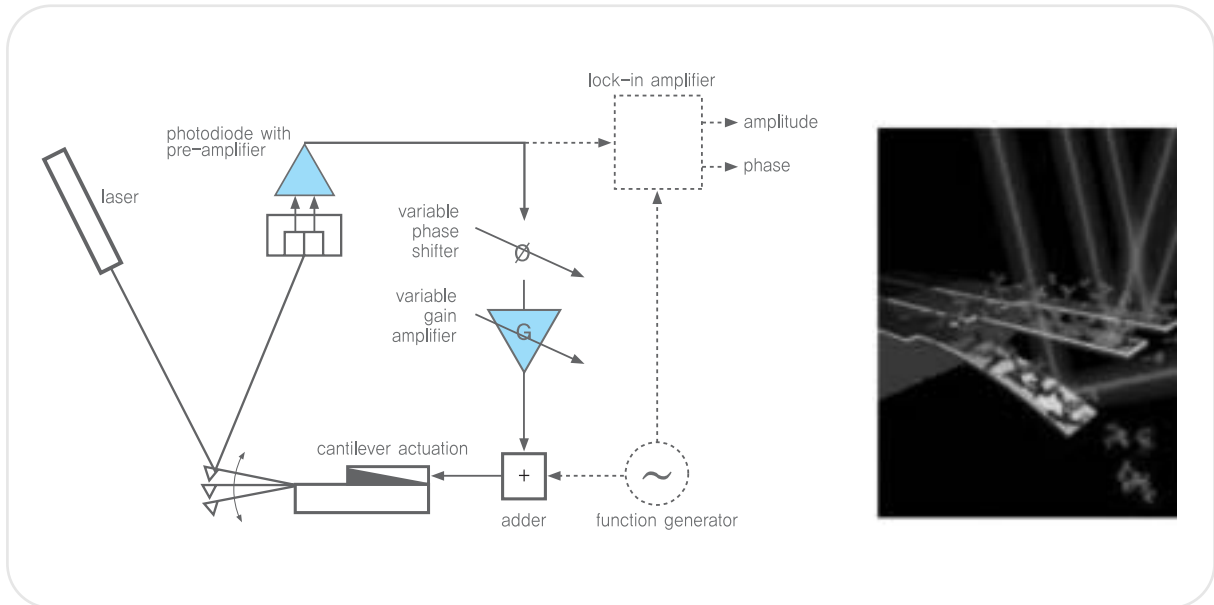 lock-in amplifier
amplitude
phase
photodiode with
pre-amplifier
laser
variable
phase
shifter
Ø
variable
gain
amplifier
G
cantilever actuation
+
~
adder
function generator